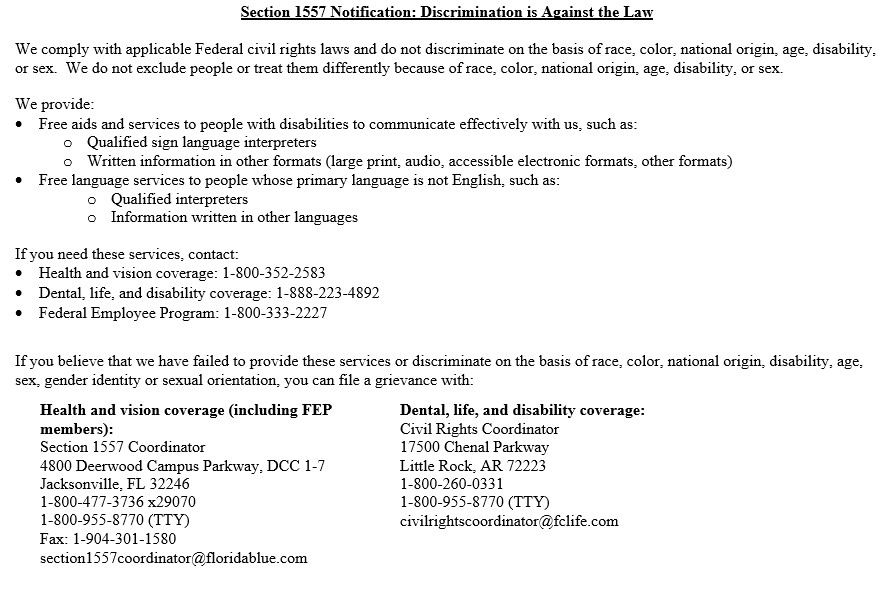 Section 1557 Notification: Discrimination is Against the Law
We comply with applicable Federal civil rights laws and do not discriminate on the basis of race, color, national origin, age, disability,
or sex. We do not exclude people or treat them differently because of race, color, national origin, age, disability, or sex.
We provide:
• Free aids and services to people with disabilities to communicate effectively with us, such as:
o Qualified sign language interpreters
o Written information in other formats (large print, audio, accessible electronic formats, other formats)
• Free language services to people whose primary language is not English, such as:
o Qualified interpreters
o Information written in other languages
If you need these services, contact:
• Health and vision coverage: 1-800-352-2583
• Dental, life, and disability coverage: 1-888-223-4892
• Federal Employee Program: 1-800-333-2227
If you believe that we have failed to provide these services or discriminate on the basis of race, color, national origin, disability, age,
sex, gender identity or sexual orientation, you can file a grievance with:
Health and vision coverage (including FEP
members):
Section 1557 Coordinator
4800 Deerwood Campus Parkway, DCC 1-7
Jacksonville, FL 32246
1-800-477-3736 x29070
1-800-955-8770 (TTY)
Fax: 1-904-301-1580
section1557coordinator@floridablue.com
Dental, life, and disability coverage:
Civil Rights Coordinator
17500 Chenal Parkway
Little Rock, AR 72223
1-800-260-0331
1-800-955-8770 (TTY)
civilrightscoordinator@fclife.com